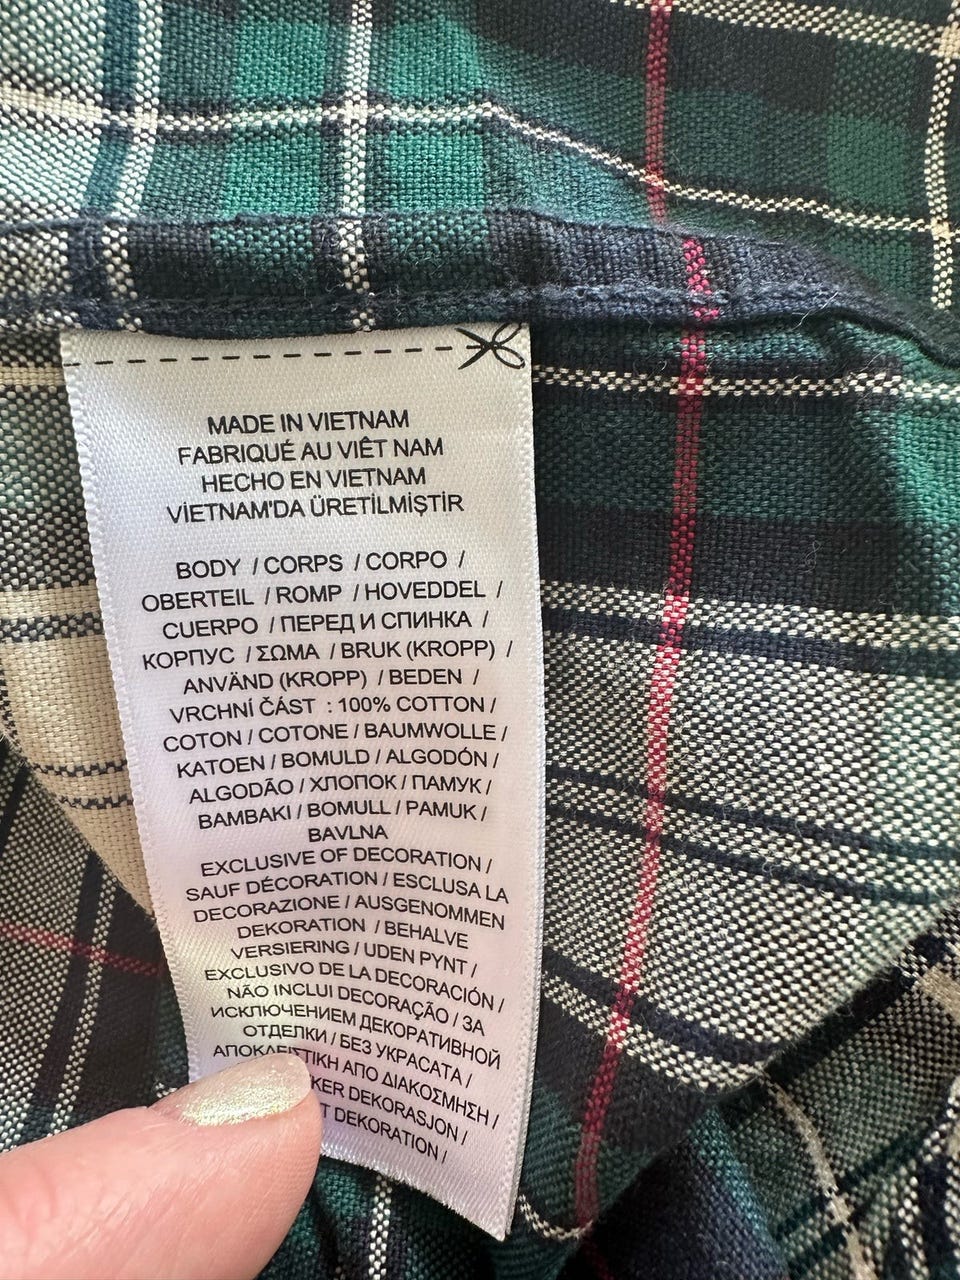 MADE IN VIETNAM
FABRIQUÉ AU VIÊT NAM
HECHO EN VIETNAM
VİETNAM'DA ÜRETİLMİŞTİR
BODY / CORPS / CORPO /
OBERTEIL / ROMP / HOVEDDEL /
CUERPO / ПЕРЕД И СПИНКА /
КОРПУС / ΣΩΜΑ / BRUK (KROPP) /
ANVÄND (KROPP) / BEDEN /
VRCHNÍ ČÁST : 100% COTTON /
COTON / COTONE / BAUMWOLLE /
KATOEN / BOMULD / ALGODÓN /
ALGODÃO / ХЛОПОК / ПАМУК /
BAMBAKI / BOMULL / PAMUK /
BAVLNA
EXCLUSIVE OF DECORATION /
SAUF DÉCORATION / ESCLUSA LA
DECORAZIONE / AUSGENOMMEN
DEKORATION / BEHALVE
VERSIERING / UDEN PYNT /
EXCLUSIVO DE LA DECORACIÓN /
NÃO INCLUI DECORAÇÃO / ЗА
ИСКЛЮЧЕНИЕМ ДЕКОРАТИВНОЙ
ОТДЕЛКИ / БЕЗ УКРАСАТА /
ΑΠΟΚΛΕΙΣΤΙΚΗ ΑΠΟ ΔΙΑΚΟΣΜΗΣΗ /
DEKORASJON /
DEKORATION /